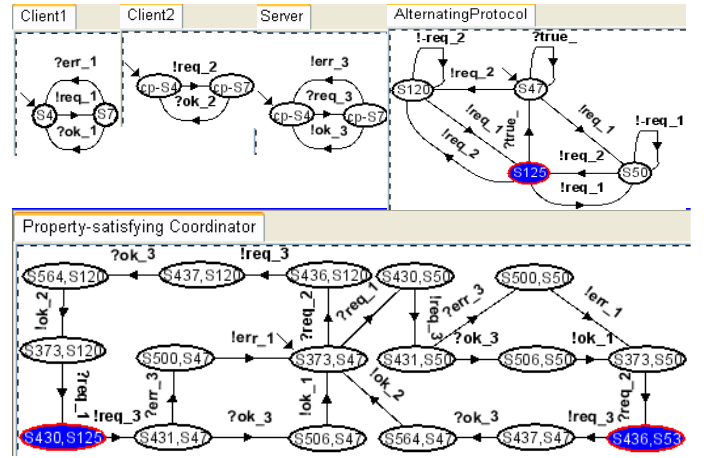 Client1
Client2
Server
AlternatingProtocol
?err_1
!req_1
?ok_1
S4
S7
!req_2
?ok_2
cp-S4
cp-S7
!err_3
?req_3
!ok_3
cp-S4
cp-S7
!-req_2
?true_
S120
!req_2
S47
!req_1
!req_1
!req_2
?true_
!-req_1
!req_2
S125
S50
!req_1
Property-satisfying Coordinator
?ok_3
!req_3
S564,S120
S437,S120
S436,S120
S430,S50
S500,S50
!ok_2
?req_2
?req_1
!req_3
?err_3
!err_1
S373,S120
S500,S47
!err_1
S373,S47
S431,S50
?ok_3
S506,S50
!ok_1
S373,S50
?req_1
?err_3
!ok_1
!ok_2
?req_2
S430,S125
!req_3
S431,S47
?ok_3
S506,S47
S564,S47
?ok_3
S437,S47
!req_3
S436,S53